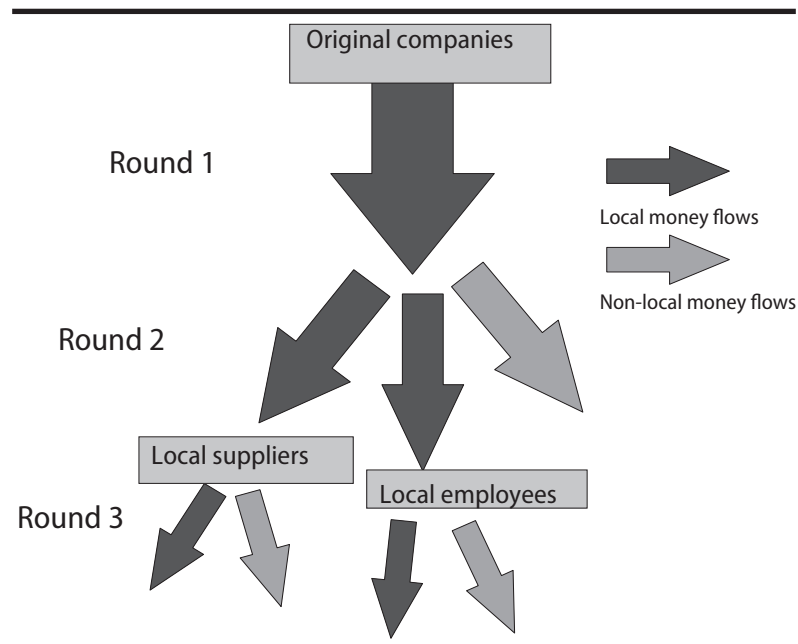 Original companies
Round 1
Local money flows
Non-local money flows
Round 2
Local suppliers
Local employees
Round 3